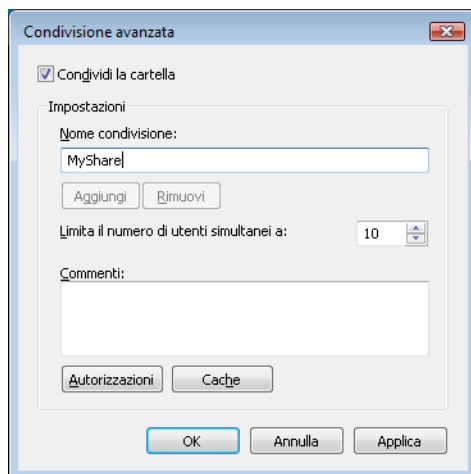 Condivisione avanzata
Condividi la cartella
Impostazioni
Nome condivisione:
MyShare
Aggiungi Rimuovi
Limita il numero di utenti simultanei a: 10
Commenti:
Autorizzazioni Cache
OK Annulla Applica